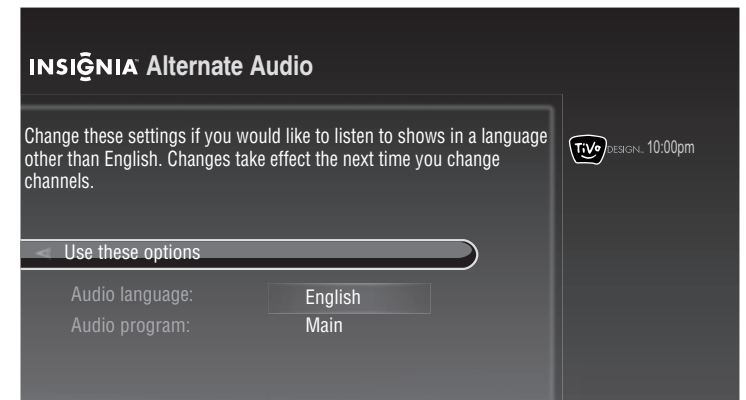 INSIGNIA™ Alternate Audio
Change these settings if you would like to listen to shows in a language
other than English. Changes take effect the next time you change
channels.
TiVo DESIGN™ 10:00pm
Use these options
Audio language: English
Audio program: Main